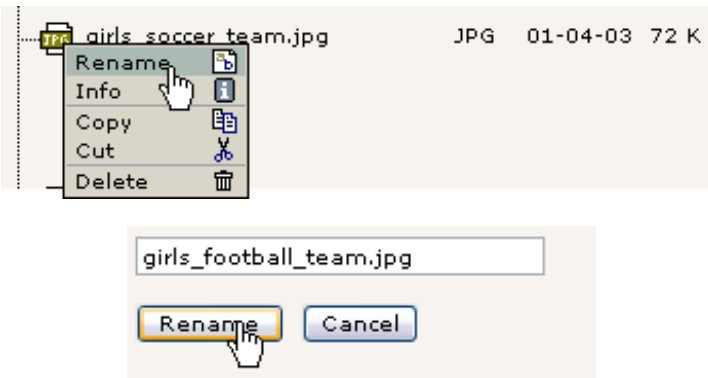 JPG girls_soccer_team.jpg JPG 01-04-03 72 K
Rename
Info
Copy
Cut
Delete
girls_football_team.jpg
Rename Cancel